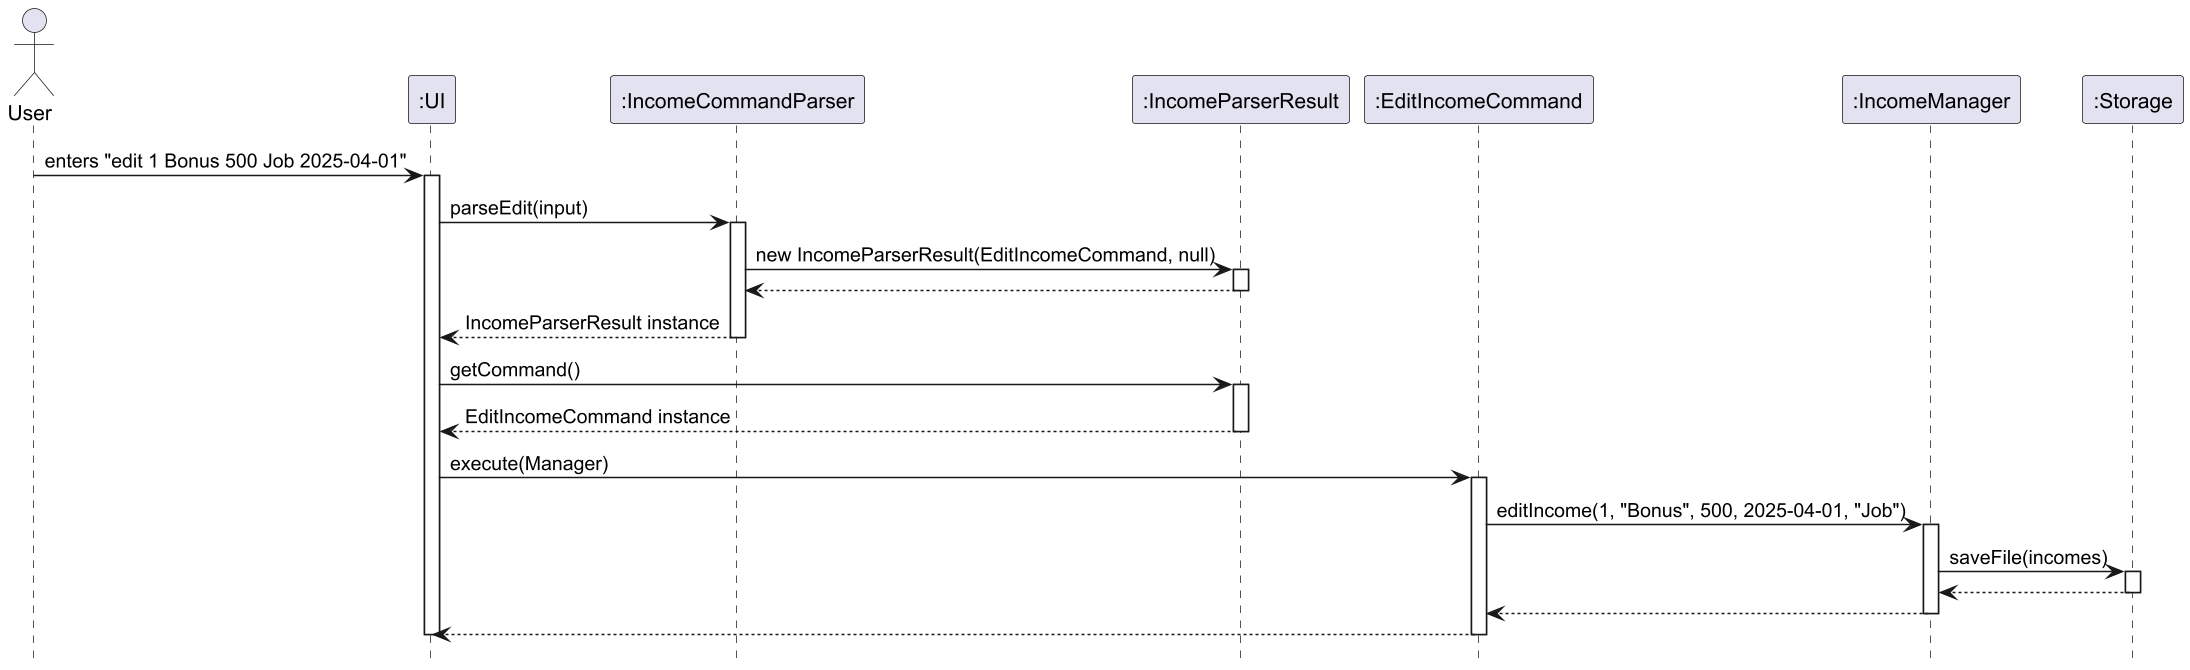 User
:UI
:IncomeCommandParser
:IncomeParserResult
:EditIncomeCommand
:IncomeManager
:Storage
enters "edit 1 Bonus 500 Job 2025-04-01"
parseEdit(input)
new IncomeParserResult(EditIncomeCommand, null)
IncomeParserResult instance
getCommand()
EditIncomeCommand instance
execute(Manager)
editIncome(1, "Bonus", 500, 2025-04-01, "Job")
saveFile(incomes)